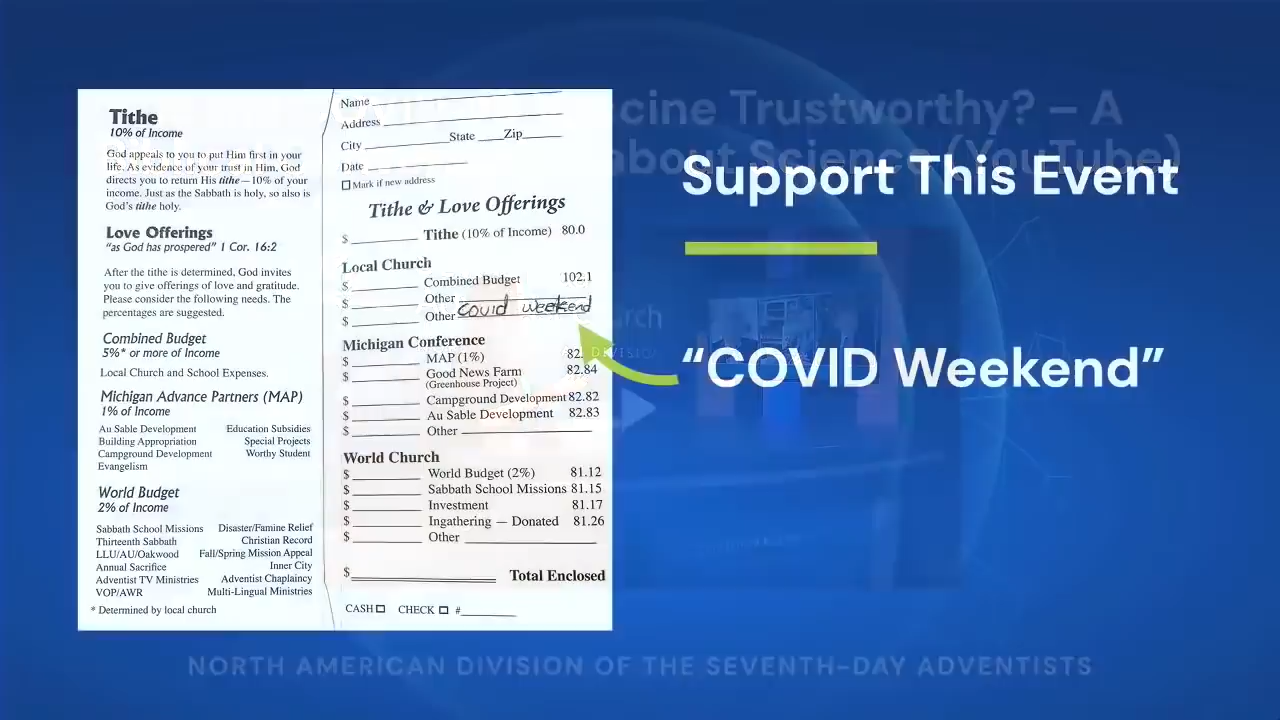 Tithe
10% of Income
God appeals to you to put Him first in your
life. As evidence of your trust in Him, God
directs you to return His tithe—10% of your
income. Just as the Sabbath is holy, so also is
God's tithe holy.
Love Offerings
"as God has prospered" 1 Cor. 16:2
After the tithe is determined, God invites
you to give offerings of love and gratitude.
Please consider the following needs. The
percentages are suggested.
Combined Budget
5%* or more of Income
Local Church and School Expenses.
Michigan Advance Partners (MAP)
1% of Income
Au Sable Development Education Subsidies
Building Appropriation Special Projects
Campground Development Worthy Student
Evangelism
World Budget
2% of Income
Sabbath School Missions Disaster/Famine Relief
Thirteenth Sabbath Christian Record
LLU/AU/Oakwood Fall/Spring Mission Appeal
Annual Sacrifice Inner City
Adventist TV Ministries Adventist Chaplaincy
VOP/AWR Multi-Lingual Ministries
* Determined by local church
Name
Address
City State Zip
Date
Mark if new address
Tithe & Love Offerings
$ Tithe (10% of Income) 80.0
Local Church
$ Combined Budget 102.1
$ Other
$ Other covid weekend
Michigan Conference
$ MAP (1%) 82.
$ Good News Farm 82.84
(Greenhouse Project)
$ Campground Development 82.82
$ Au Sable Development 82.83
$ Other
World Church
$ World Budget (2%) 81.12
$ Sabbath School Missions 81.15
$ Investment 81.17
$ Ingathering — Donated 81.26
$ Other
$ Total Enclosed
CASH CHECK #
cine Trustworthy? – A
about Science (YouTube)
Support This Event
"COVID Weekend"
NORTH AMERICAN DIVISION OF THE SEVENTH-DAY ADVENTISTS